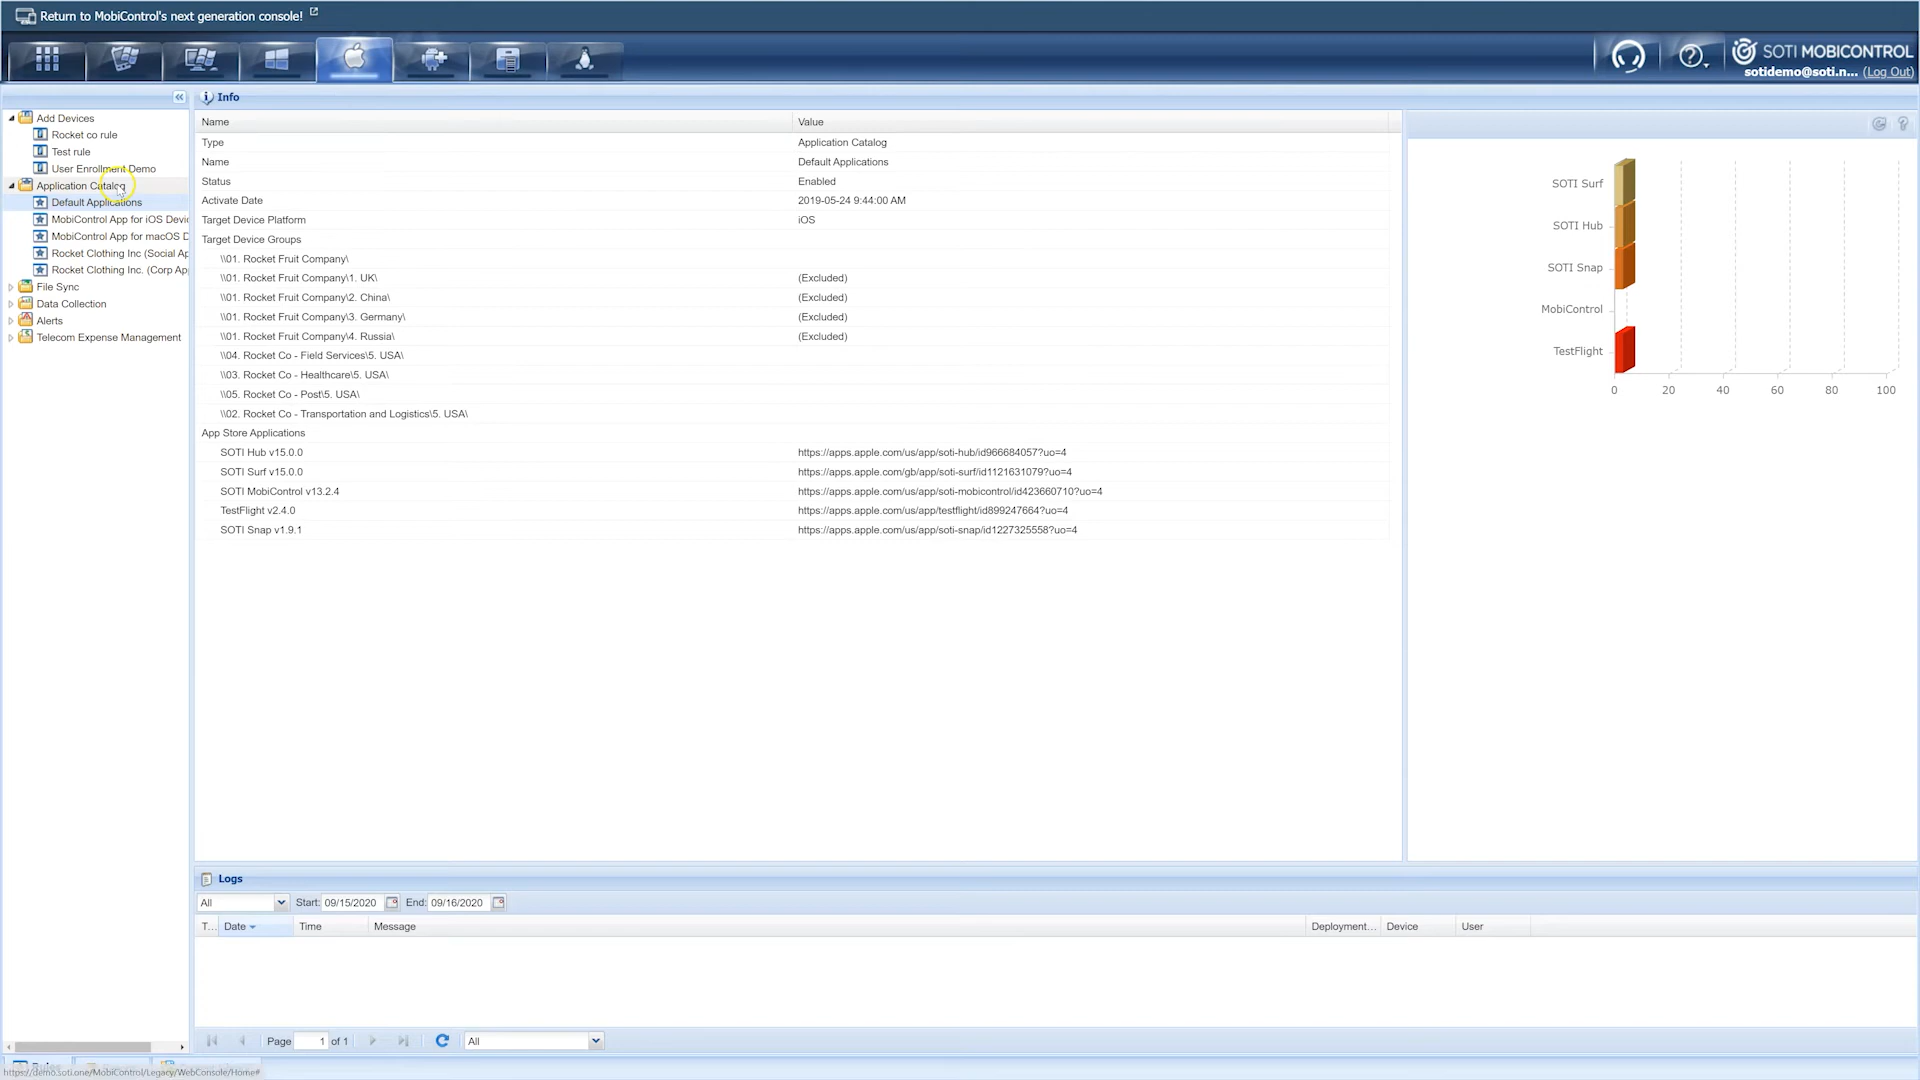 Return to MobiControl's next generation console!
SOTI MOBICONTROL
sotidemo@soti.n... (Log Out)
Info
Add Devices
Rocket co rule
Test rule
User Enrollment Demo
Application Catalog
Default Applications
MobiControl App for iOS Devic
MobiControl App for macOS D
Rocket Clothing Inc (Social Ap
Rocket Clothing Inc. (Corp Ap
File Sync
Data Collection
Alerts
Telecom Expense Management
Name Value
Type Application Catalog
Name Default Applications
Status Enabled
Activate Date 2019-05-24 9:44:00 AM
Target Device Platform iOS
Target Device Groups
\\01. Rocket Fruit Company\
\\01. Rocket Fruit Company\1. UK\ (Excluded)
\\01. Rocket Fruit Company\2. China\ (Excluded)
\\01. Rocket Fruit Company\3. Germany\ (Excluded)
\\01. Rocket Fruit Company\4. Russia\ (Excluded)
\\04. Rocket Co - Field Services\5. USA\
\\03. Rocket Co - Healthcare\5. USA\
\\05. Rocket Co - Post\5. USA\
\\02. Rocket Co - Transportation and Logistics\5. USA\
App Store Applications
SOTI Hub v15.0.0 https://apps.apple.com/us/app/soti-hub/id966684057?uo=4
SOTI Surf v15.0.0 https://apps.apple.com/gb/app/soti-surf/id1121631079?uo=4
SOTI MobiControl v13.2.4 https://apps.apple.com/us/app/soti-mobicontrol/id423660710?uo=4
TestFlight v2.4.0 https://apps.apple.com/us/app/testflight/id899247664?uo=4
SOTI Snap v1.9.1 https://apps.apple.com/us/app/soti-snap/id1227325558?uo=4
SOTI Surf
SOTI Hub
SOTI Snap
MobiControl
TestFlight
0 20 40 60 80 100
Logs
All Start: 09/15/2020 End: 09/16/2020
T... Date Time Message Deployment... Device User
Page 1 of 1 All
https://demo.soti.one/MobiControl/Legacy/WebConsole/Home#